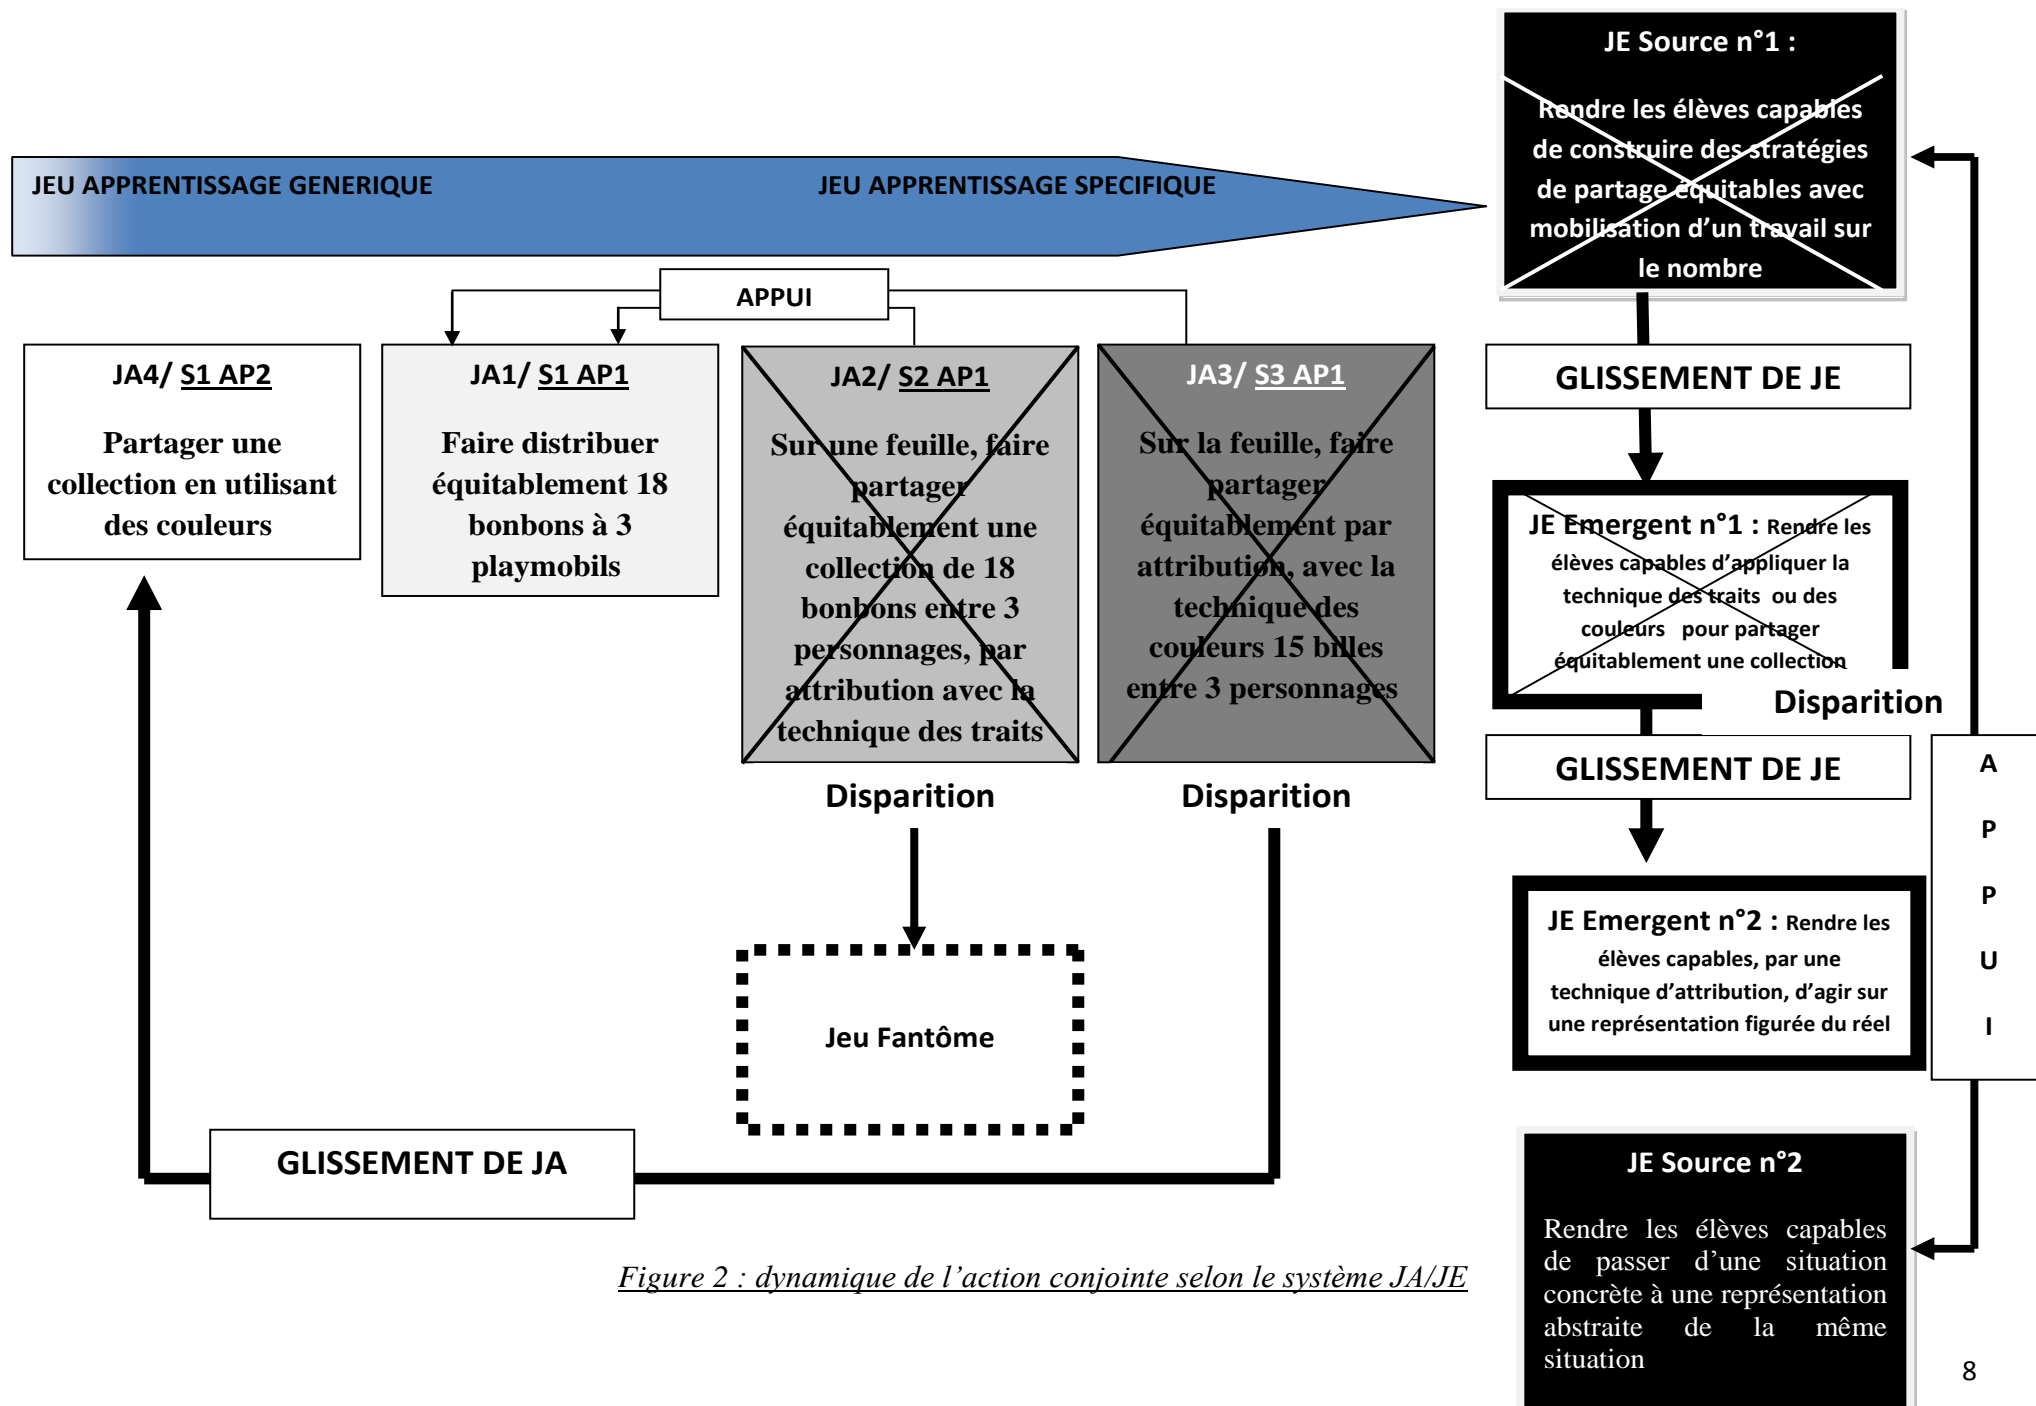 JE Source n°1 :
Rendre les élèves capables
de construire des stratégies
de partage équitables avec
mobilisation d'un travail sur
le nombre
JEU APPRENTISSAGE GENERIQUE
JEU APPRENTISSAGE SPECIFIQUE
APPUI
JA4/ S1 AP2
Partager une
collection en utilisant
des couleurs
JA1/ S1 AP1
Faire distribuer
équitablement 18
bonbons à 3
playmobils
JA2/ S2 AP1
Sur une feuille, faire
partager
équitablement une
collection de 18
bonbons entre 3
personnages, par
attribution avec la
technique des traits
JA3/ S3 AP1
Sur la feuille, faire
partager
équitablement par
attribution, avec la
technique des
couleurs 15 billes
entre 3 personnages
GLISSEMENT DE JE
JE Emergent n°1 : Rendre les
élèves capables d'appliquer la
technique des traits ou des
couleurs pour partager
équitablement une collection
Disparition
GLISSEMENT DE JE
Disparition
Disparition
A
P
P
U
I
JE Emergent n°2 : Rendre les
élèves capables, par une
technique d'attribution, d'agir sur
une représentation figurée du réel
Jeu Fantôme
GLISSEMENT DE JA
JE Source n°2
Rendre les élèves capables
de passer d'une situation
concrète à une représentation
abstraite de la même
situation
Figure 2 : dynamique de l'action conjointe selon le système JA/JE
8